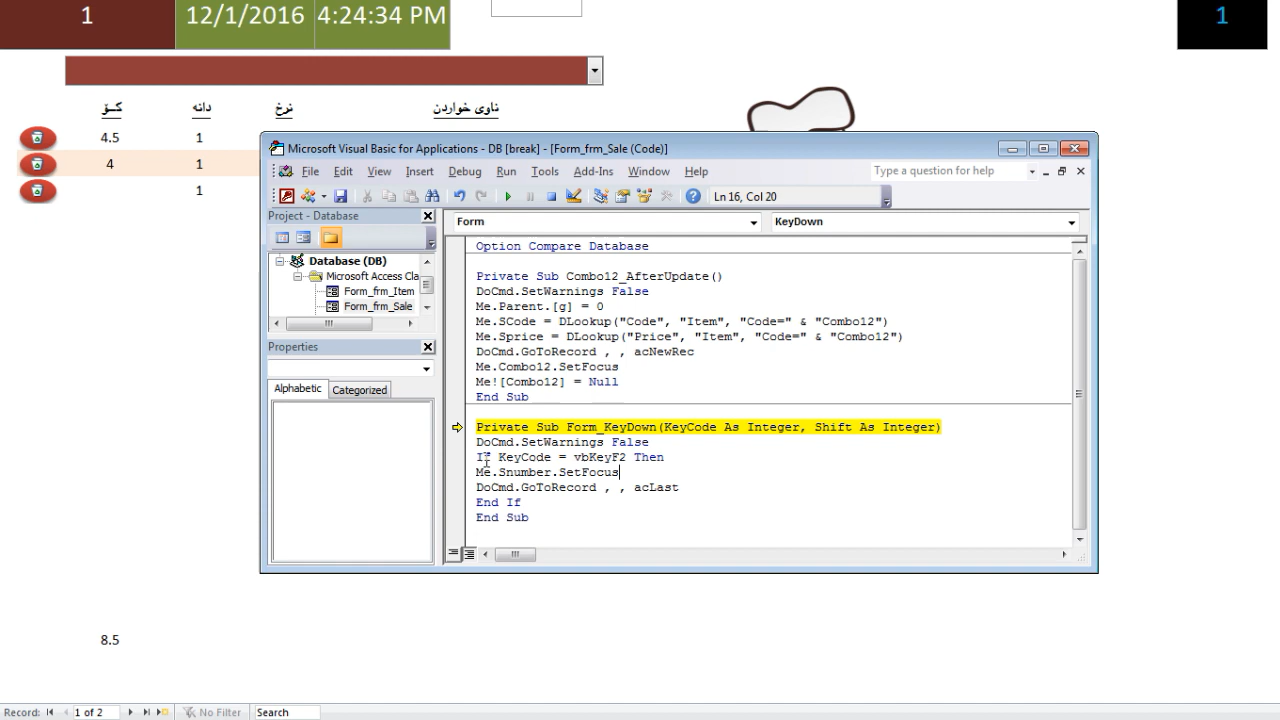 1
12/1/2016
4:24:34 PM
1
کـۆ
دانە
نرخ
ناوی خواردن
4.5
1
4
1
1
Microsoft Visual Basic for Applications - DB [break] - [Form_frm_Sale (Code)]
File Edit View Insert Format Debug Run Tools Add-Ins Window Help
Type a question for help
Ln 16, Col 20
Project - Database
Form
KeyDown
Database (DB)
Microsoft Access Cla
Form_frm_Item
Form_frm_Sale
Properties
Alphabetic
Categorized
Option Compare Database
Private Sub Combo12_AfterUpdate()
DoCmd.SetWarnings False
Me.Parent.[g] = 0
Me.SCode = DLookup("Code", "Item", "Code=" & "Combo12")
Me.Sprice = DLookup("Price", "Item", "Code=" & "Combo12")
DoCmd.GoToRecord , , acNewRec
Me.Combo12.SetFocus
Me![Combo12] = Null
End Sub
Private Sub Form_KeyDown(KeyCode As Integer, Shift As Integer)
DoCmd.SetWarnings False
If KeyCode = vbKeyF2 Then
Me.Snumber.SetFocus
DoCmd.GoToRecord , , acLast
End If
End Sub
8.5
Record:
1 of 2
No Filter
Search